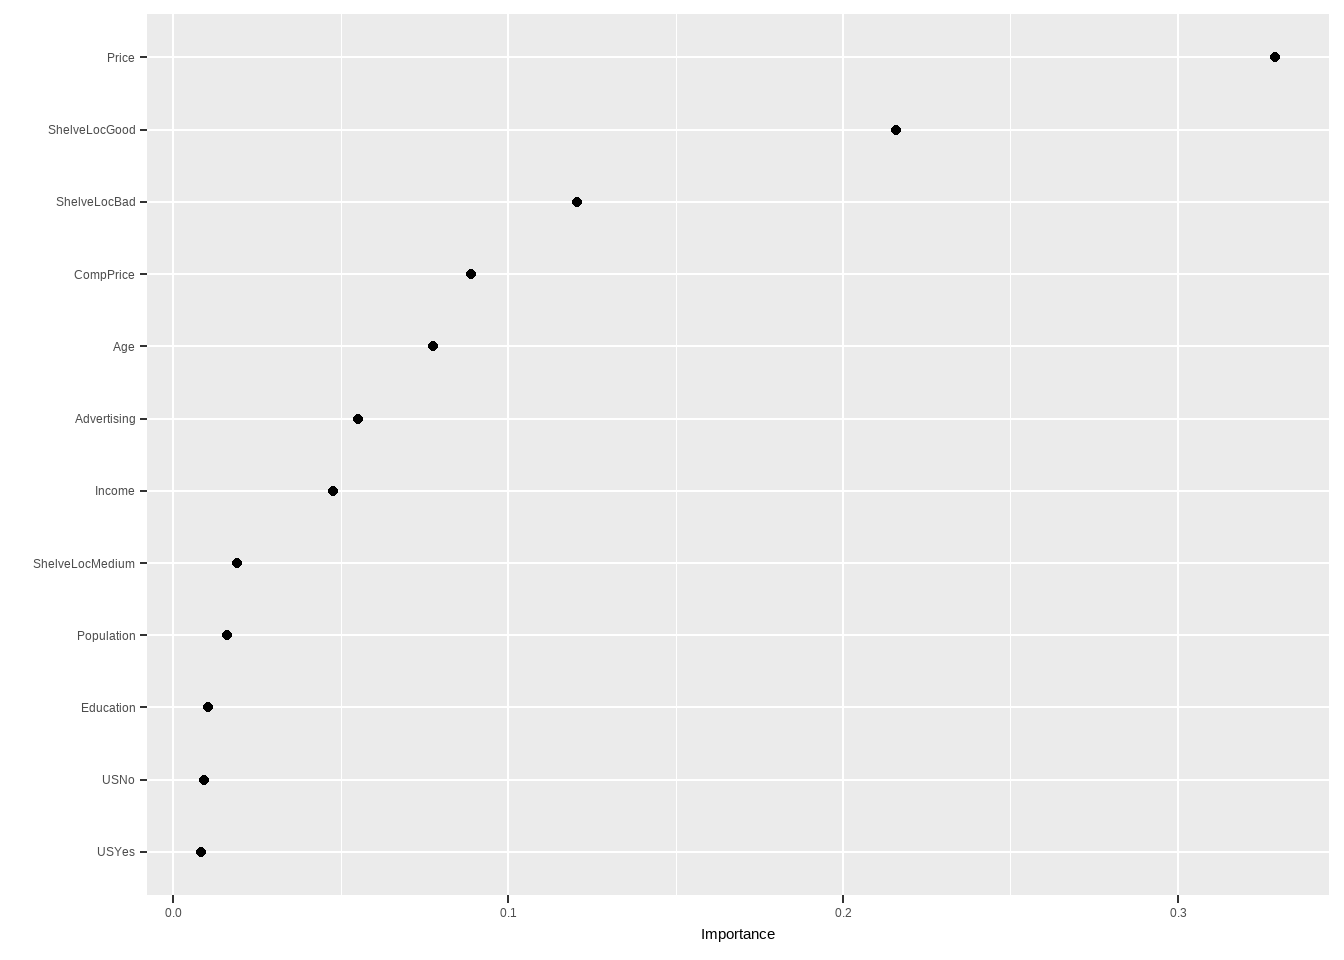 Price
ShelveLocGood
ShelveLocBad
CompPrice
Age
Advertising
Income
ShelveLocMedium
Population
Education
USNo
USYes
0.0 0.1 0.2 0.3
Importance